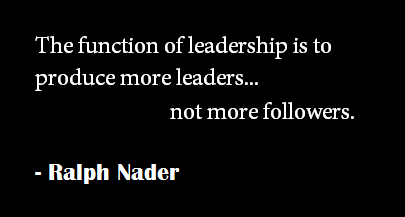 The function of leadership is to
produce more leaders...
not more followers.
- Ralph Nader